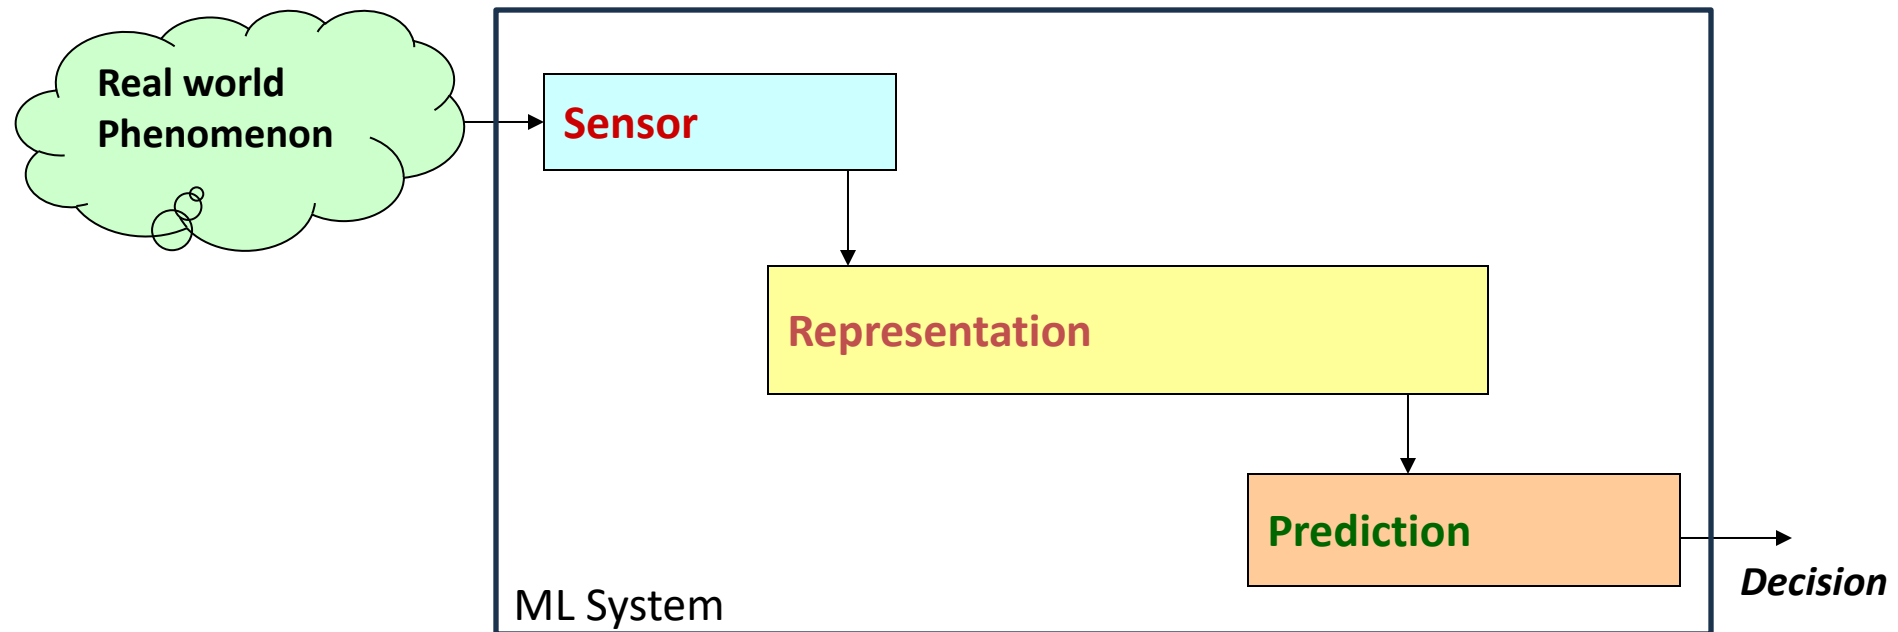 Real world
Phenomenon
Sensor
Representation
Prediction
Decision
ML System